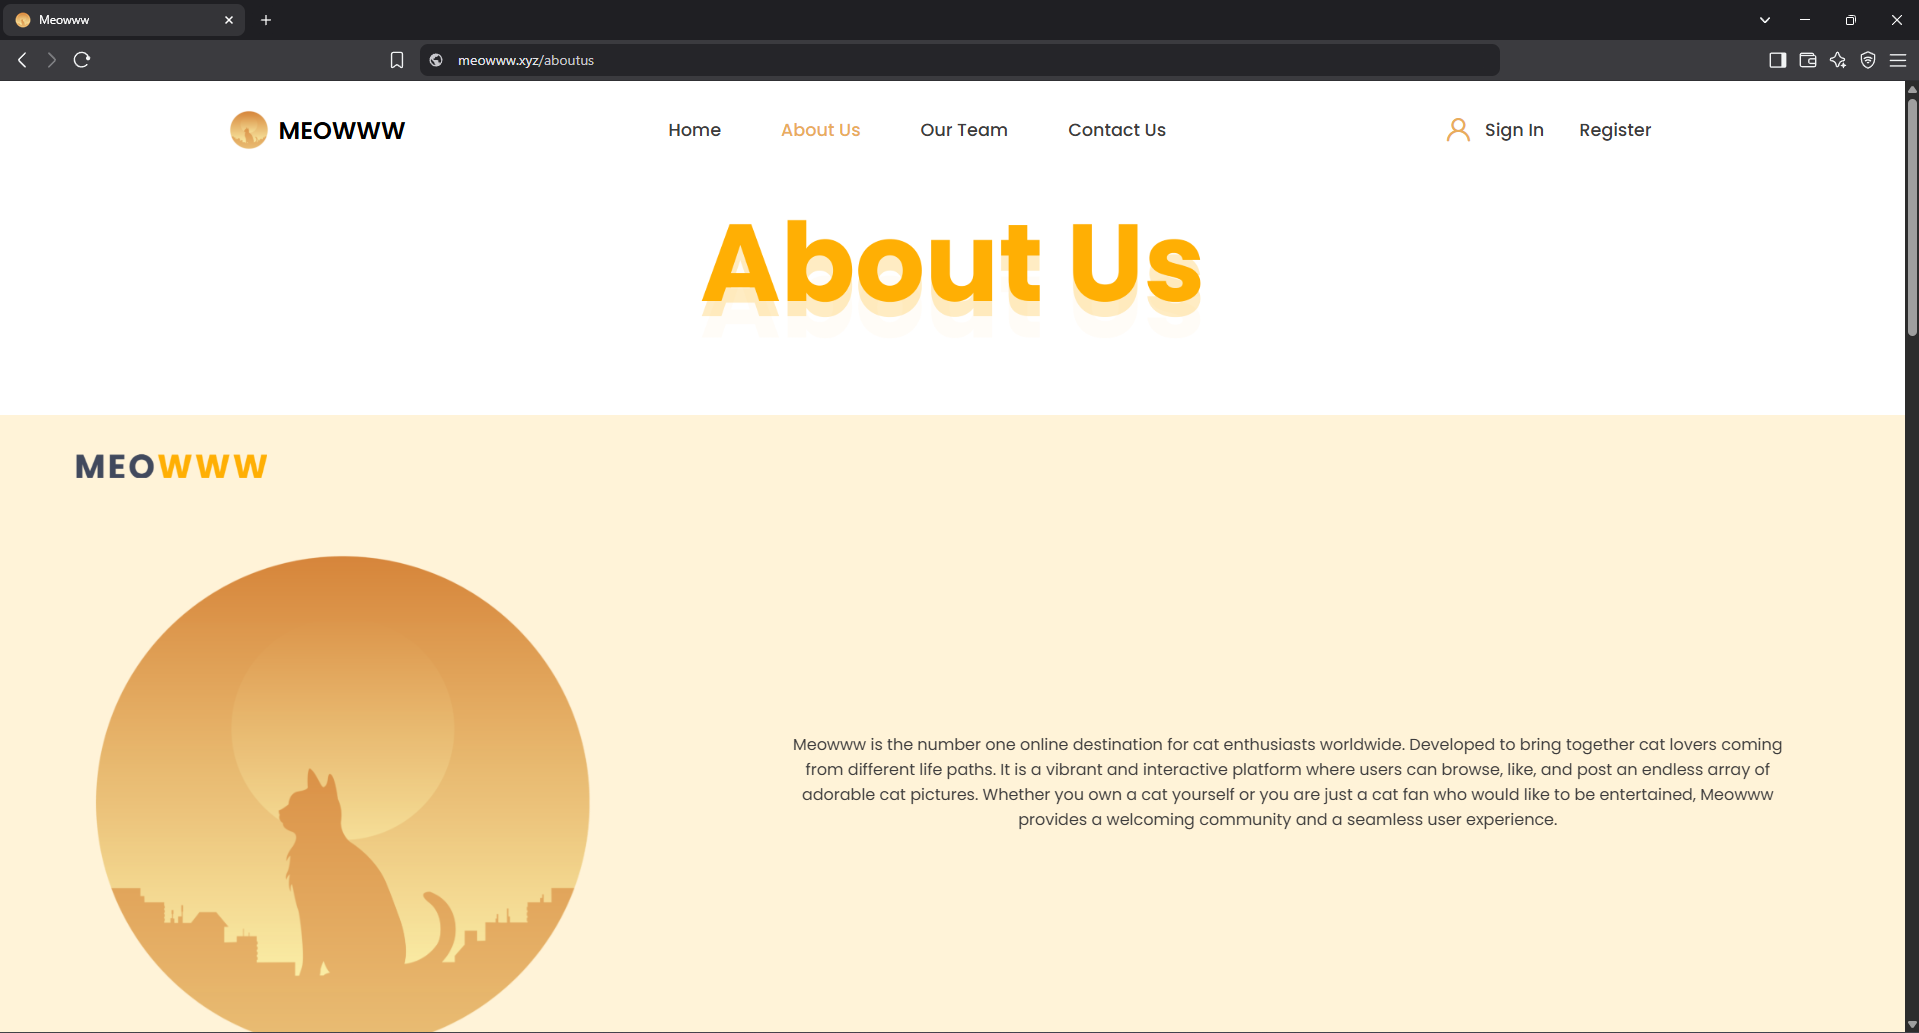 Meowww
meowww.xyz/aboutus
MEOWWW
Home
About Us
Our Team
Contact Us
Sign In
Register
About Us
MEOWWW
Meowww is the number one online destination for cat enthusiasts worldwide. Developed to bring together cat lovers coming
from different life paths. It is a vibrant and interactive platform where users can browse, like, and post an endless array of
adorable cat pictures. Whether you own a cat yourself or you are just a cat fan who would like to be entertained, Meowww
provides a welcoming community and a seamless user experience.